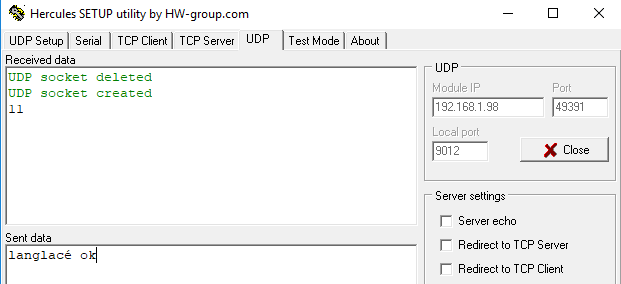 Hercules SETUP utility by HW-group.com
UDP Setup Serial TCP Client TCP Server UDP Test Mode About
Received data
UDP socket deleted
UDP socket created
ll
Sent data
langlacé ok
UDP
Module IP Port
192.168.1.98 49391
Local port
9012 Close
Server settings
Server echo
Redirect to TCP Server
Redirect to TCP Client